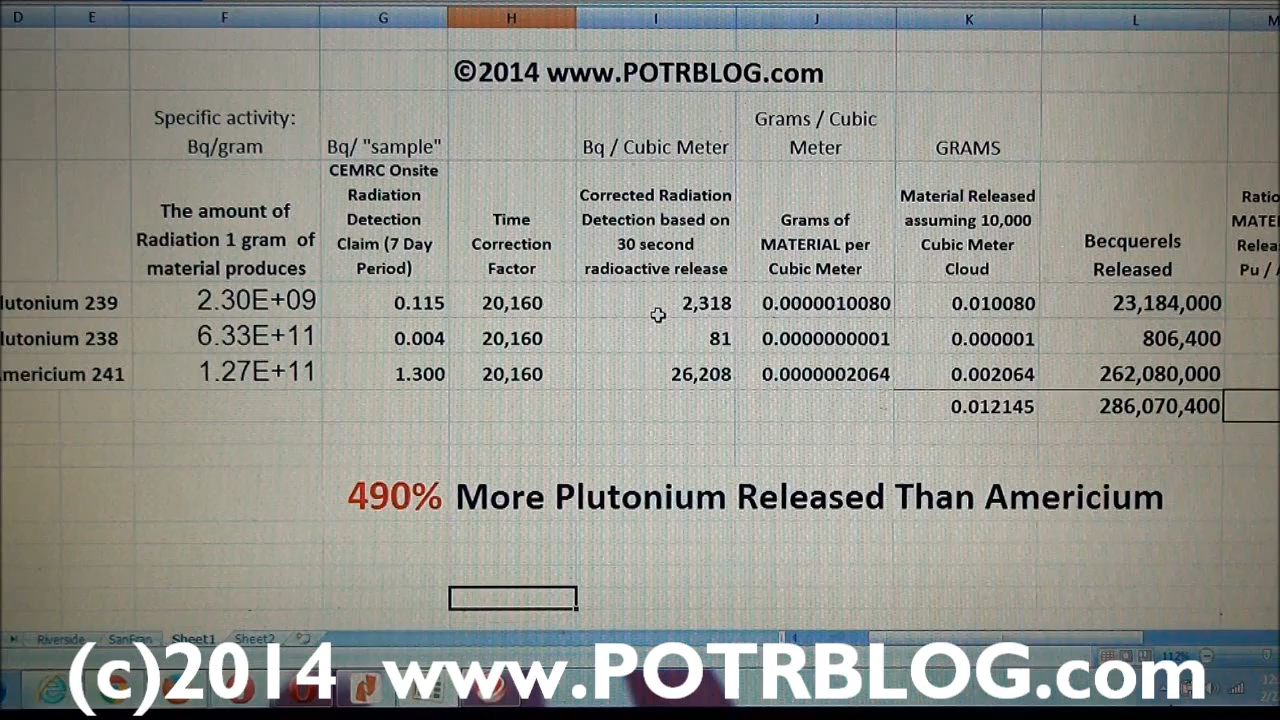 D E F G H I J K L M
©2014 www.POTRBLOG.com
Specific activity: Bq/gram
Bq/ "sample"
Bq / Cubic Meter
Grams / Cubic Meter
GRAMS
The amount of
Radiation 1 gram of
material produces
CEMRC Onsite
Radiation
Detection
Claim (7 Day
Period)
Time
Correction
Factor
Corrected Radiation
Detection based on
30 second
radioactive release
Grams of
MATERIAL per
Cubic Meter
Material Released
assuming 10,000
Cubic Meter
Cloud
Becquerels
Released
Ratio
MATER
Relea
Pu / A
lutonium 239 2.30E+09 0.115 20,160 2,318 0.0000010080 0.010080 23,184,000
lutonium 238 6.33E+11 0.004 20,160 81 0.0000000001 0.000001 806,400
mericium 241 1.27E+11 1.300 20,160 26,208 0.0000002064 0.002064 262,080,000
0.012145 286,070,400
490% More Plutonium Released Than Americium
Riverside SanFran Sheet1 Sheet2
112%
(c)2014 www.POTRBLOG.com